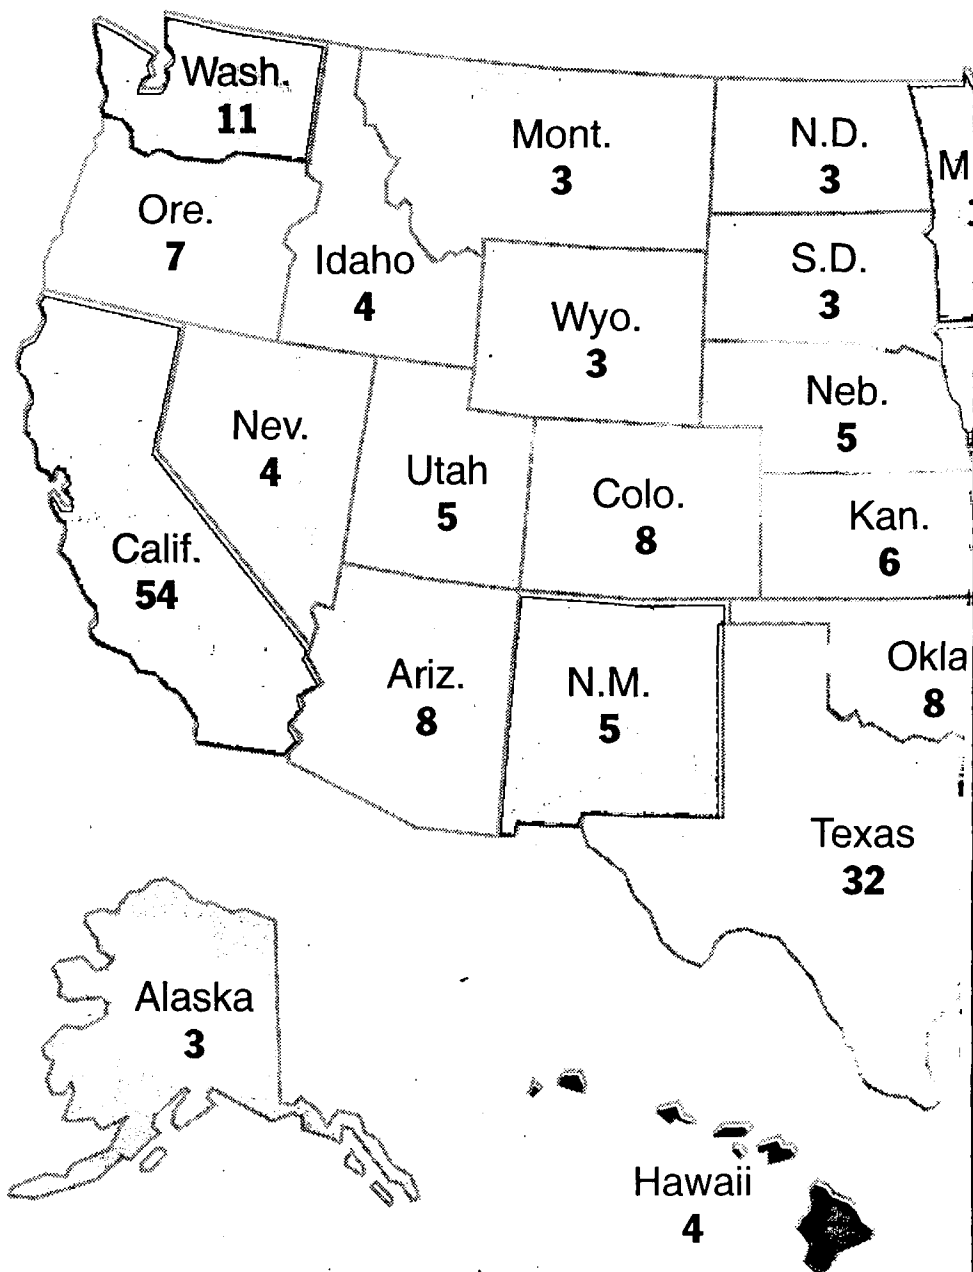 Wash.
11
Mont.
3
N.D.
3
M
Ore.
7
Idaho
4
S.D.
3
Wyo.
3
Neb.
5
Nev.
4
Utah
5
Colo.
8
Kan.
6
Calif.
54
Ariz.
8
N.M.
5
Okla
8
Texas
32
Alaska
3
Hawaii
4